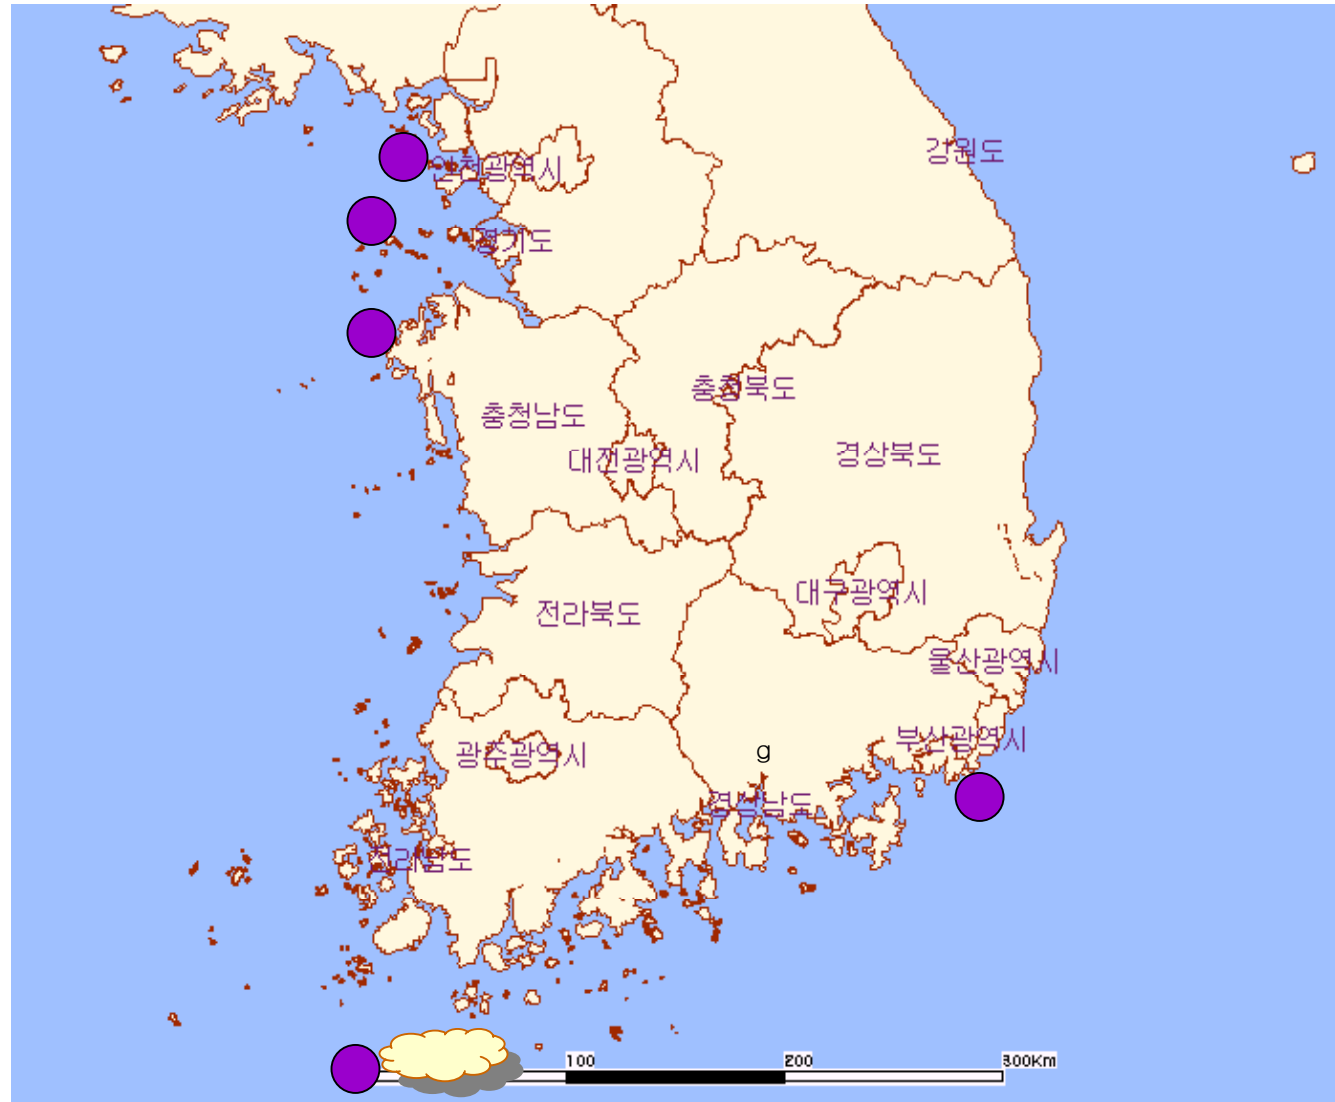 강원도
인천광역시
경기도
충청북도
충청남도
대전광역시
경상북도
대구광역시
전라북도
울산광역시
부산광역시
광주광역시
g
경상남도
전라남도
100
200
300Km